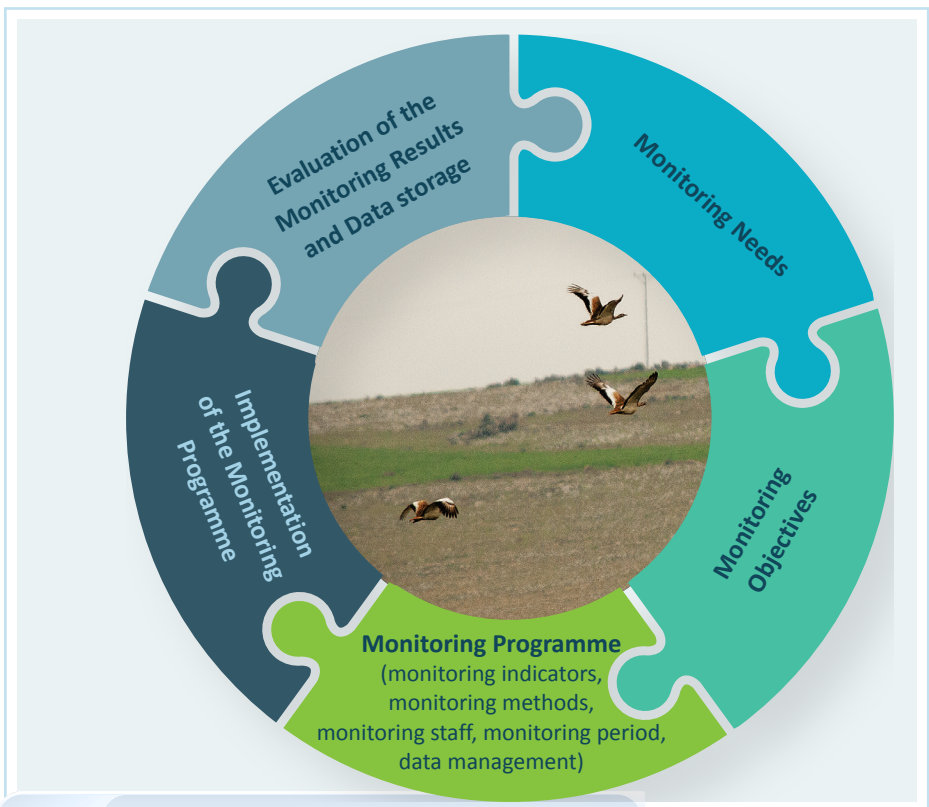 Evaluation of the
Monitoring Results
and Data storage
Monitoring Needs
Monitoring
Objectives
Monitoring Programme
(monitoring indicators,
monitoring methods,
monitoring staff, monitoring period,
data management)
Implementation
of the Monitoring
Programme